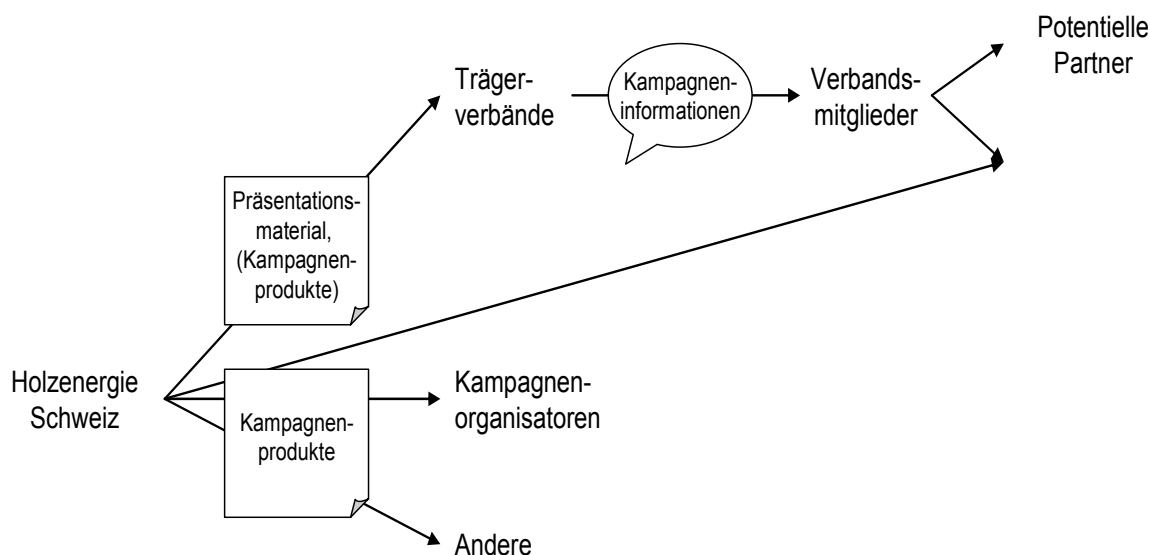 Potentielle
Partner
Träger-
verbände
Kampagnen-
informationen
Verbands-
mitglieder
Präsentations-
material,
(Kampagnen-
produkte)
Holzenergie
Schweiz
Kampagnen-
produkte
Kampagnen-
organisatoren
Andere